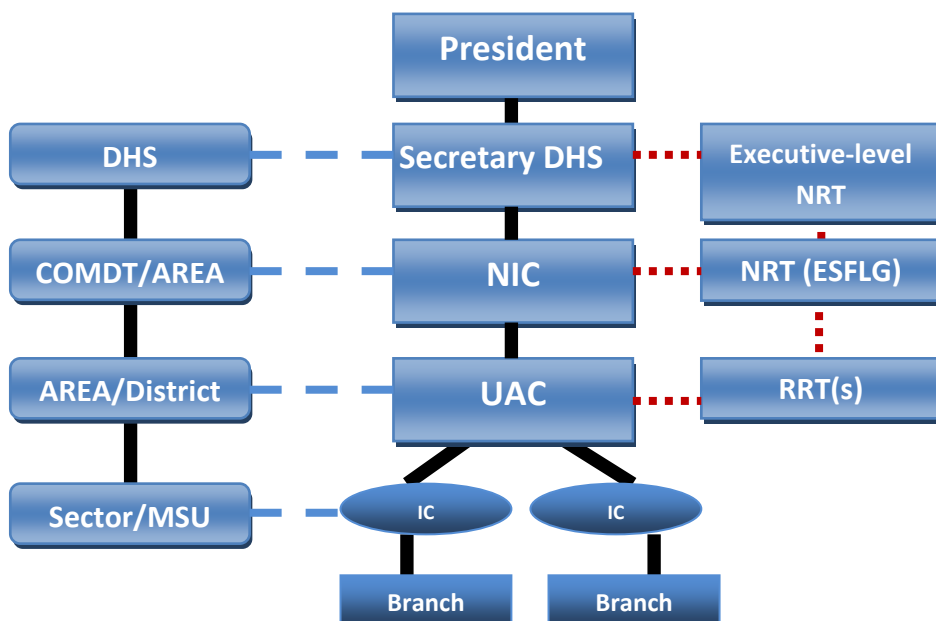 President
DHS
Secretary DHS
Executive-level
NRT
COMDT/AREA
NIC
NRT (ESFLG)
AREA/District
UAC
RRT(s)
Sector/MSU
IC
IC
Branch
Branch